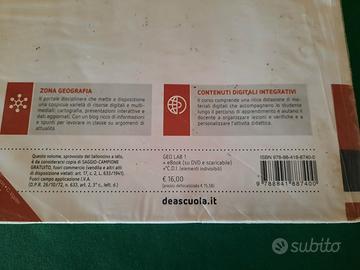 ZONA GEOGRAFIA
Il portale disciplinare che mette a disposizione
una copiosa varietà di risorse digitali e multi-
mediali: cartografia, presentazioni interattive e
dati aggiornati. Con un blog ricco di informazioni
e spunti per lavorare in classe su argomenti di
attualità.
CONTENUTI DIGITALI INTEGRATIVI
Il corso comprende una ricca dotazione di ma-
teriali digitali che accompagnano lo studente
lungo il percorso di apprendimento e aiutano il
docente a organizzare lezioni e verifiche e a
personalizzare l'attività didattica.
Questo volume, sprovvisto del talloncino a lato,
è da considerarsi copia di SAGGIO-CAMPIONE
GRATUITO, fuori commercio (vendita e altri atti
di disposizione vietati: art. 17, c. 2, L. 633/1941).
Fuori campo applicazione I.V.A.
(D.P.R. 26/10/72, n. 633, art. 2, 3° c., lett. d.)
GEO LAB 1
+ eBook (su DVD e scaricabile)
+ C.D.I. (elementi indivisibili)
€ 16,00
ISBN 978-88-418-8740-0
9 788841 887400
deascuola.it
subito